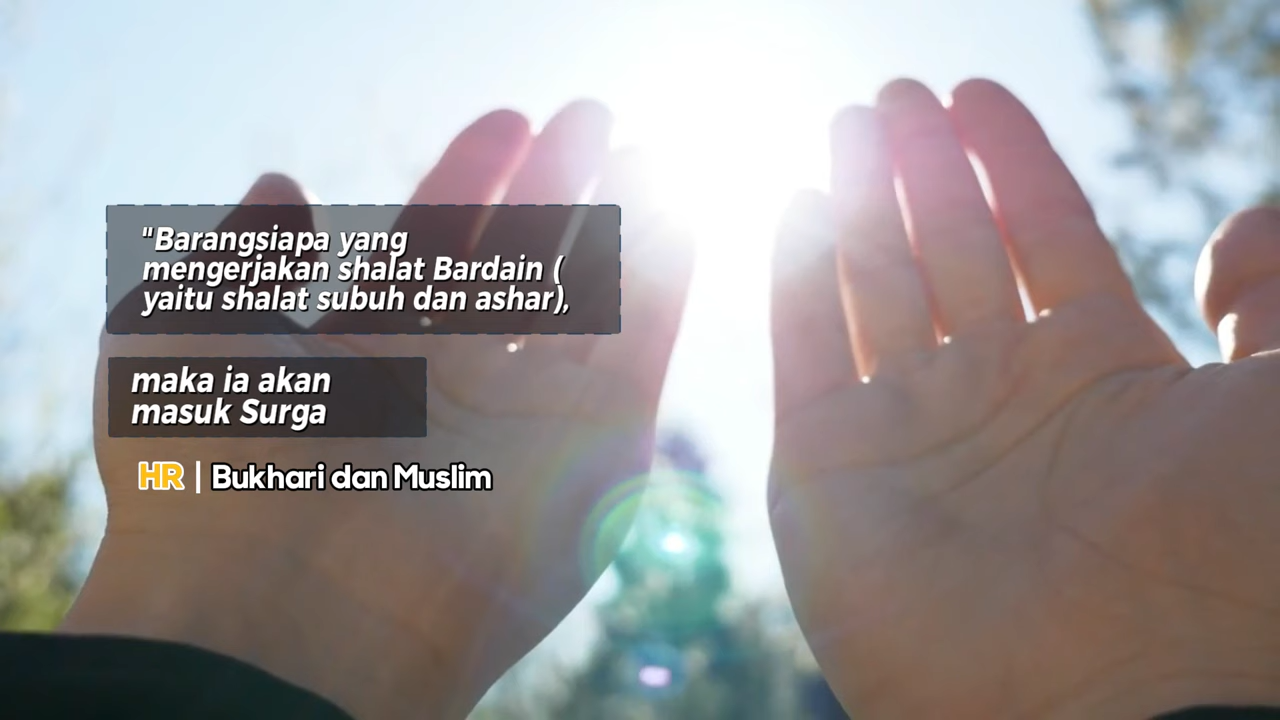 "Barangsiapa yang
mengerjakan shalat Bardain (
yaitu shalat subuh dan ashar),
maka ia akan
masuk Surga
HR | Bukhari dan Muslim